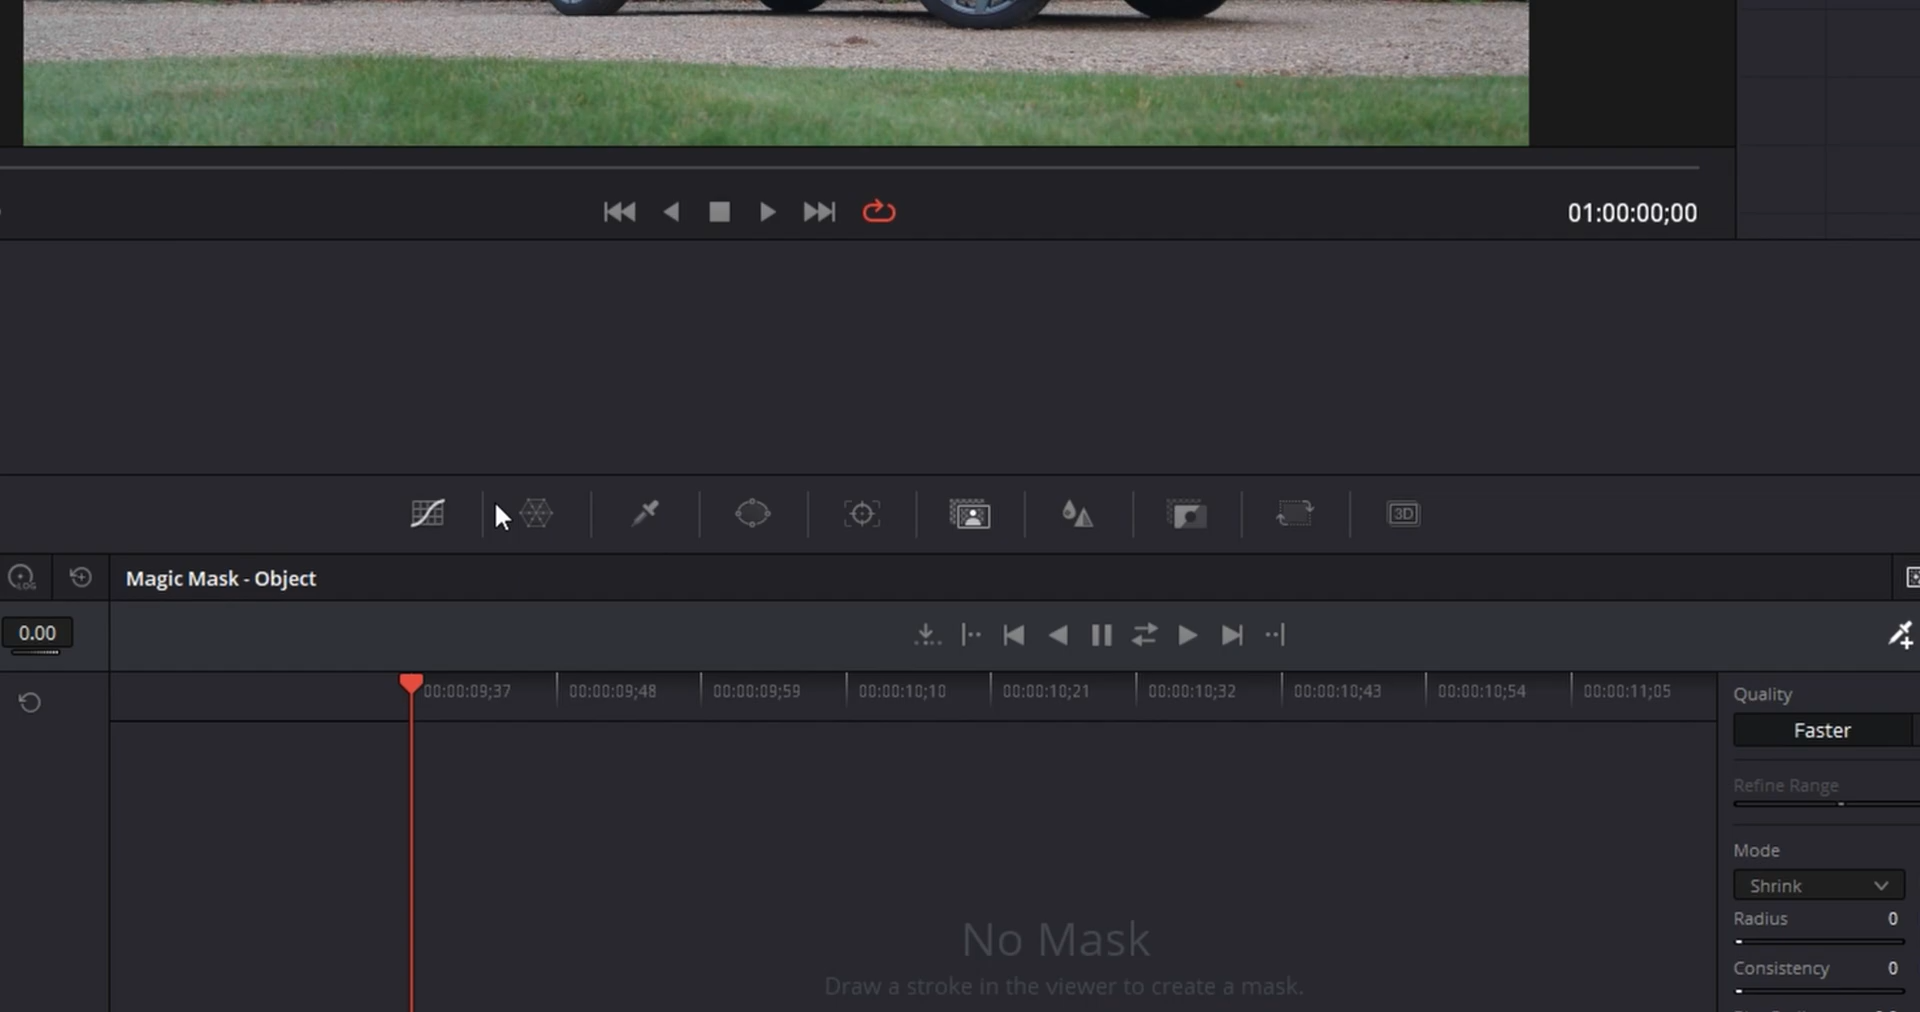 01:00:00;00
3D
LOG
Magic Mask - Object
0.00
00:00:09;37 00:00:09;48 00:00:09;59 00:00:10;10 00:00:10;21 00:00:10;32 00:00:10;43 00:00:10;54 00:00:11;05
Quality
Faster
Refine Range
Mode
Shrink
Radius 0
No Mask
Consistency 0
Draw a stroke in the viewer to create a mask.